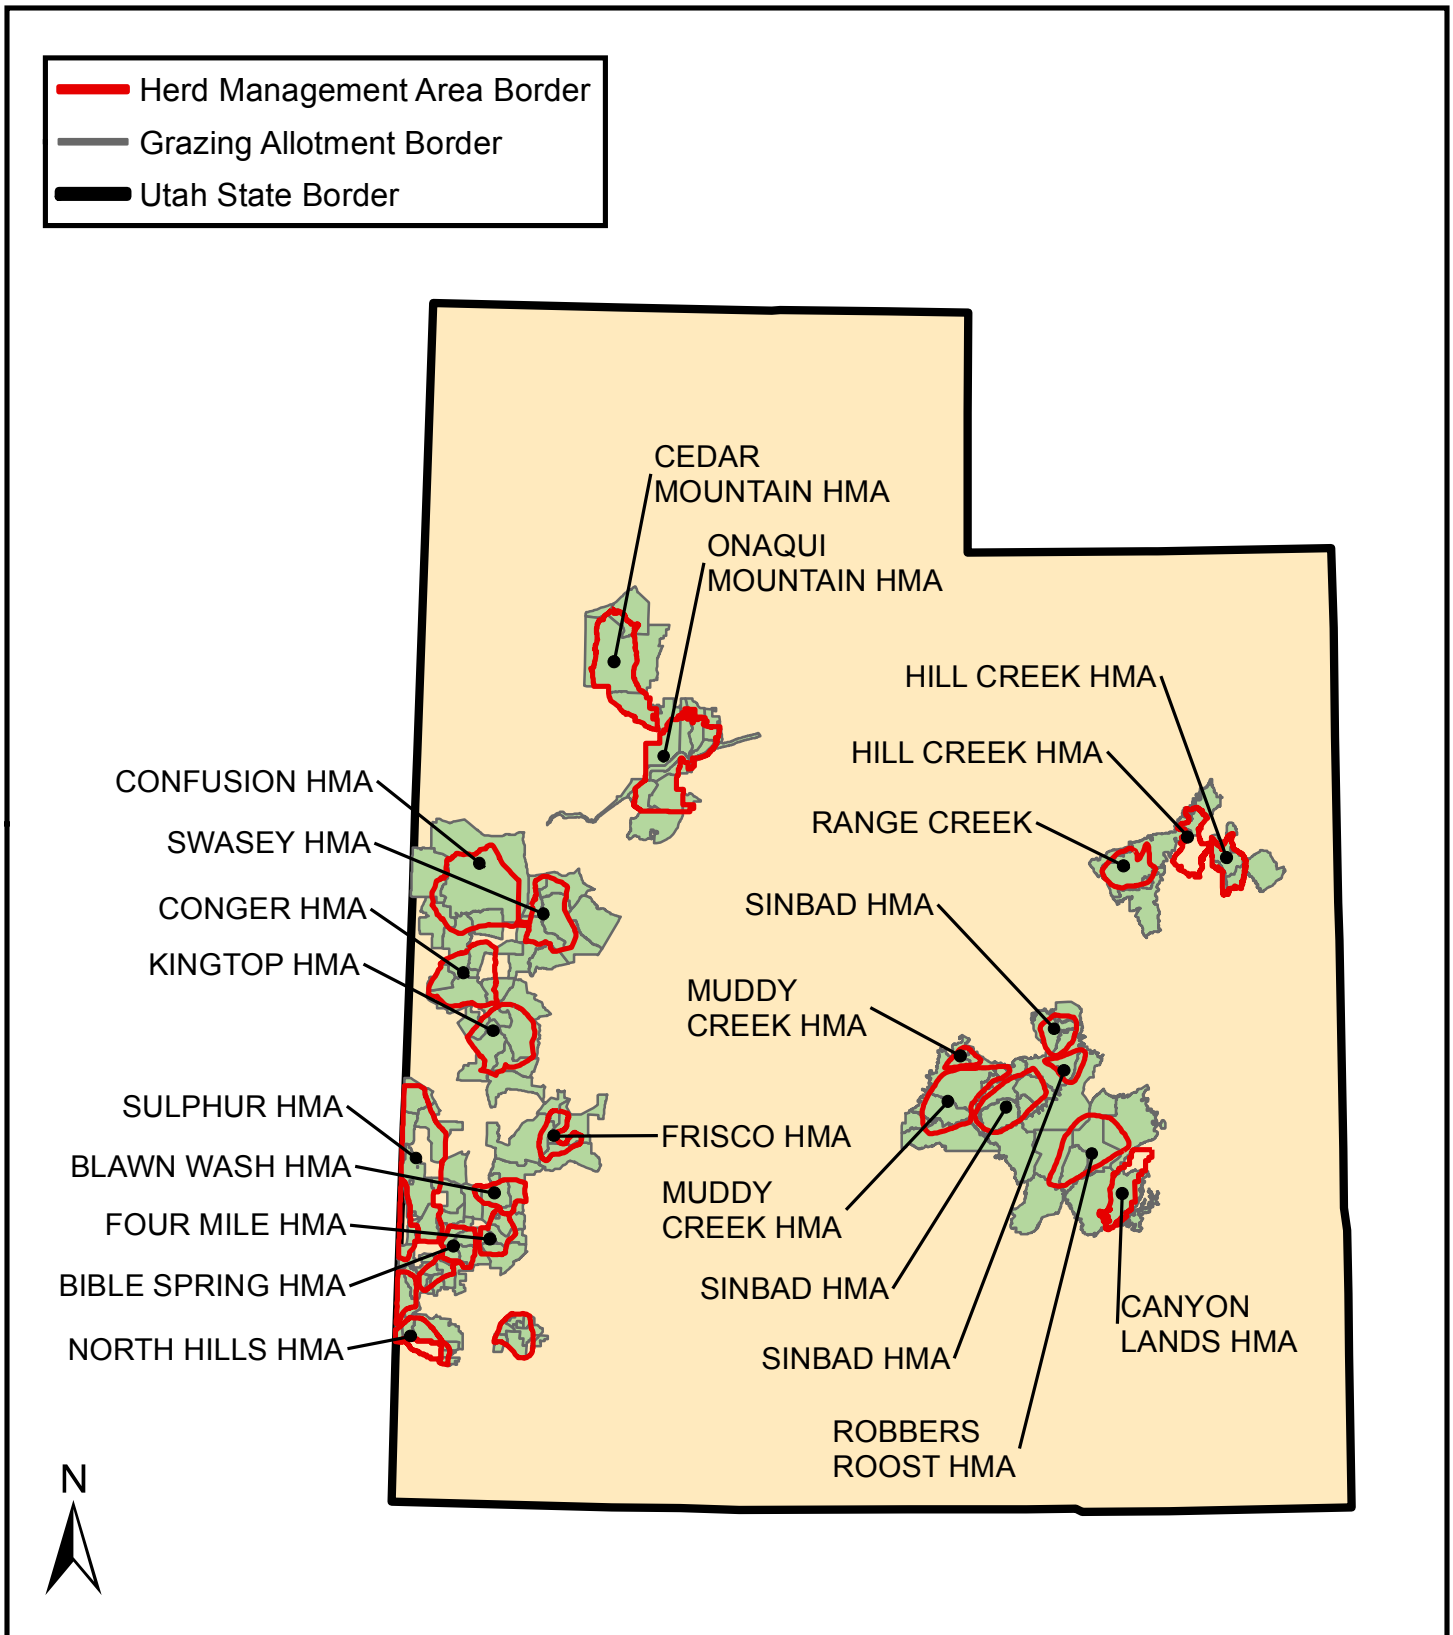 Herd Management Area Border
Grazing Allotment Border
Utah State Border
CEDAR
MOUNTAIN HMA
ONAQUI
MOUNTAIN HMA
HILL CREEK HMA
HILL CREEK HMA
RANGE CREEK
CONFUSION HMA
SWASEY HMA
CONGER HMA
KINGTOP HMA
SINBAD HMA
MUDDY
CREEK HMA
SULPHUR HMA
BLAWN WASH HMA
FOUR MILE HMA
BIBLE SPRING HMA
NORTH HILLS HMA
FRISCO HMA
MUDDY
CREEK HMA
SINBAD HMA
SINBAD HMA
CANYON
LANDS HMA
ROBBERS
ROOST HMA
N